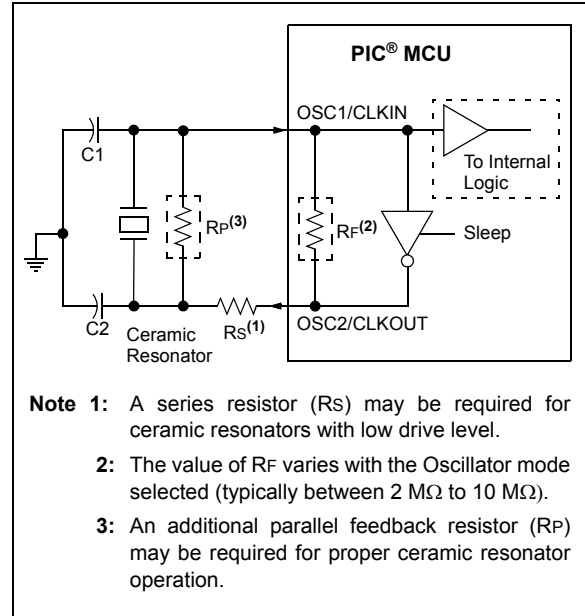 PIC® MCU
OSC1/CLKIN
C1
To Internal
Logic
RP(3)
RF(2)
Sleep
C2
Ceramic
Resonator
RS(1)
OSC2/CLKOUT
Note 1: A series resistor (RS) may be required for
ceramic resonators with low drive level.
2: The value of RF varies with the Oscillator mode
selected (typically between 2 MΩ to 10 MΩ).
3: An additional parallel feedback resistor (RP)
may be required for proper ceramic resonator
operation.